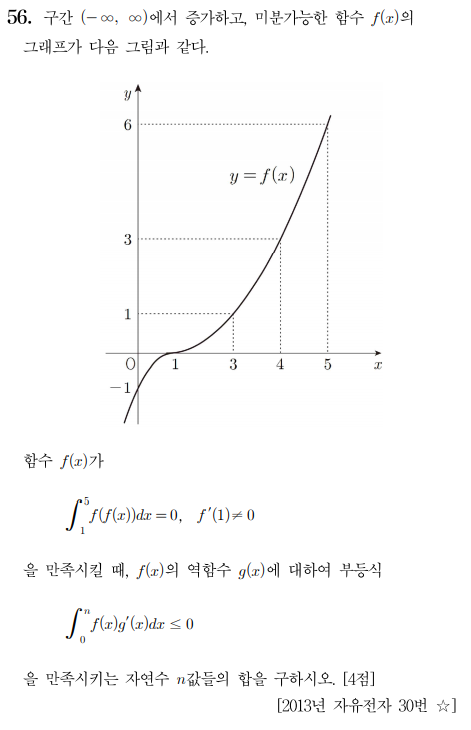 56. 구간 (−∞, ∞)에서 증가하고, 미분가능한 함수 f(x)의
그래프가 다음 그림과 같다.
y
6
y=f(x)
3
1
O 1 3 4 5 x
−1
함수 f(x)가
∫₁⁵ f(f(x))dx=0, f′(1)≠0
을 만족시킬 때, f(x)의 역함수 g(x)에 대하여 부등식
∫₀ⁿ f(x)g′(x)dx ≤ 0
을 만족시키는 자연수 n값들의 합을 구하시오. [4점]
[2013년 자유전자 30번 ☆]